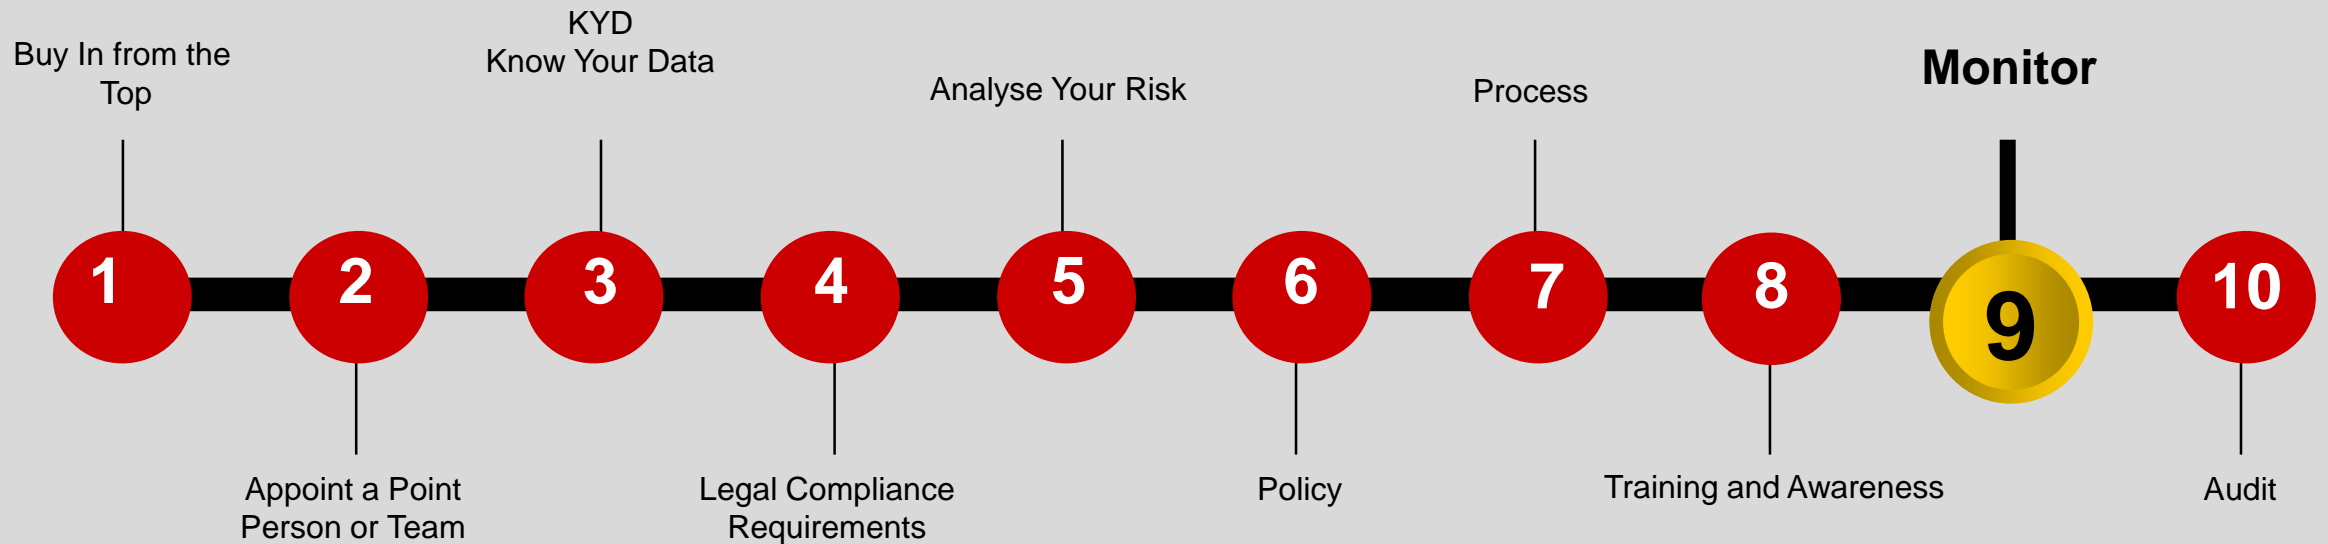 KYD
Know Your Data
Buy In from the
Top
Analyse Your Risk
Process
Monitor
1
2
3
4
5
6
7
8
9
10
Appoint a Point
Person or Team
Legal Compliance
Requirements
Policy
Training and Awareness
Audit